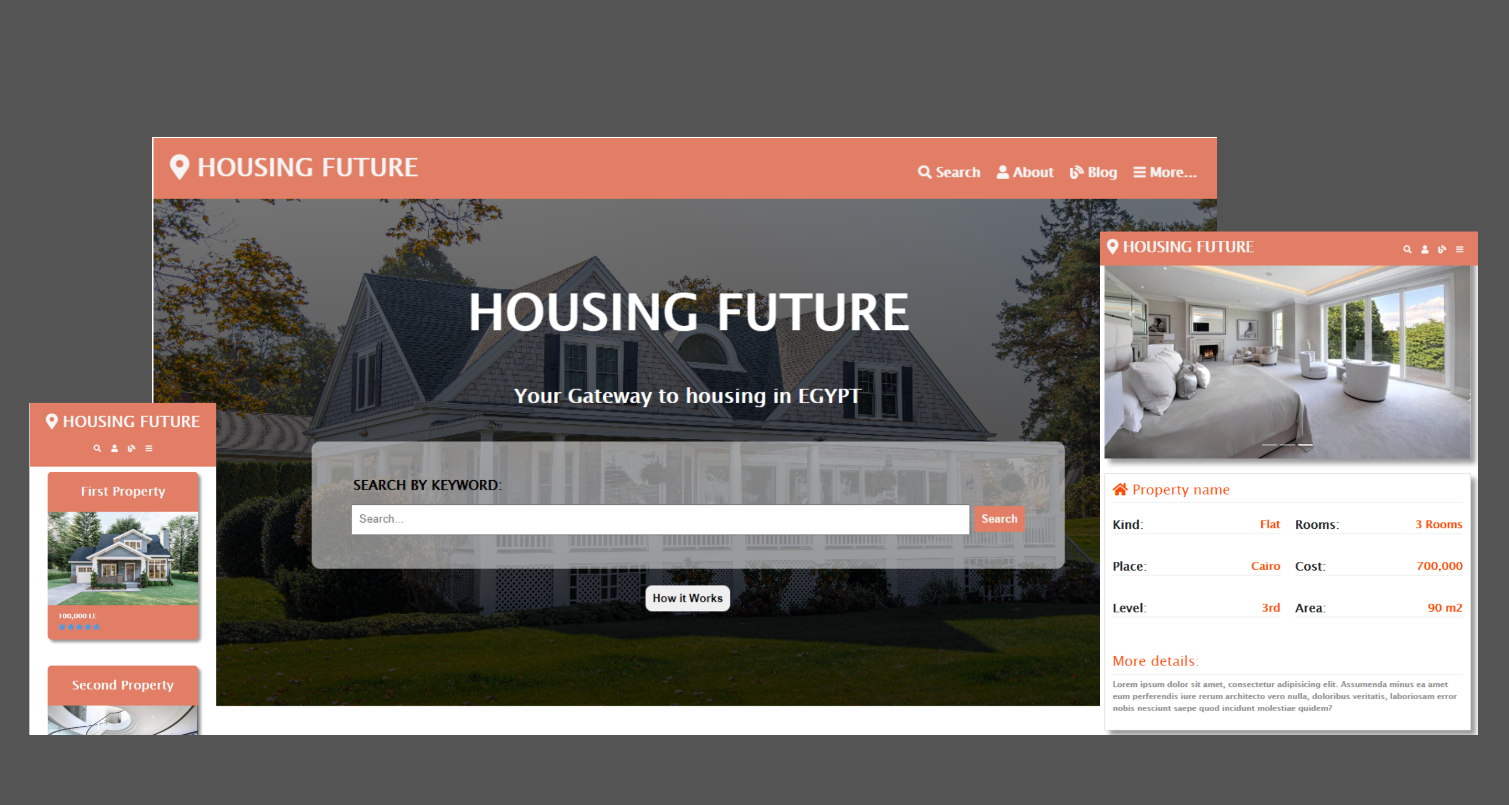 HOUSING FUTURE
Search About Blog More...
HOUSING FUTURE
Your Gateway to housing in EGYPT
SEARCH BY KEYWORD:
Search...
Search
How it Works
HOUSING FUTURE
First Property
100,000 LE
Second Property
HOUSING FUTURE
Property name
Kind: Flat Rooms: 3 Rooms
Place: Cairo Cost: 700,000
Level: 3rd Area: 90 m2
More details:
Lorem ipsum dolor sit amet, consectetur adipisicing elit. Assumenda minus ea amet
eum perferendis iure rerum architecto vero nulla, doloribus veritatis, laboriosam error
nobis nesciunt saepe quod incidunt molestiae quidem?